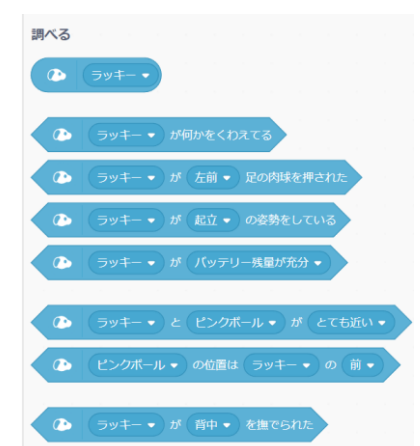 調べる
ラッキー
ラッキー が何かをくわえてる
ラッキー が 左前 足の肉球を押された
ラッキー が 起立 の姿勢をしている
ラッキー が バッテリー残量が充分
ラッキー と ピンクボール が とても近い
ピンクボール の位置は ラッキー の 前
ラッキー が 背中 を撫でられた